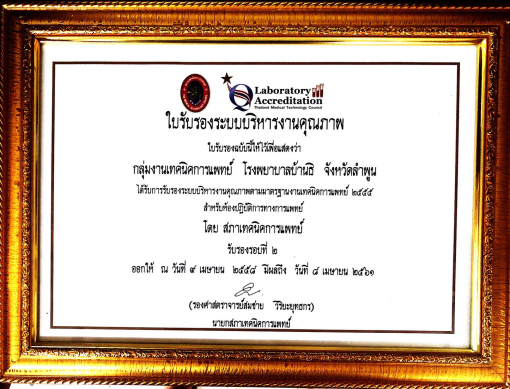 Laboratory
Accreditation
Thailand Medical Technology Council
ใบรับรองระบบบริหารงานคุณภาพ
ใบรับรองฉบับนี้ให้ไว้เพื่อแสดงว่า
กลุ่มงานเทคนิคการแพทย์ โรงพยาบาลบ้านธิ จังหวัดลำพูน
ได้รับการรับรองระบบบริหารงานคุณภาพตามมาตรฐานงานเทคนิคการแพทย์ ๒๕๕๕
สำหรับห้องปฏิบัติการทางการแพทย์
โดย สภาเทคนิคการแพทย์
รับรองรอบที่ ๒
ออกให้ ณ วันที่ ๙ เมษายน ๒๕๕๘ มีผลถึง วันที่ ๘ เมษายน ๒๕๖๑
(รองศาสตราจารย์สมชาย วิริยะยุทธกร)
นายกสภาเทคนิคการแพทย์